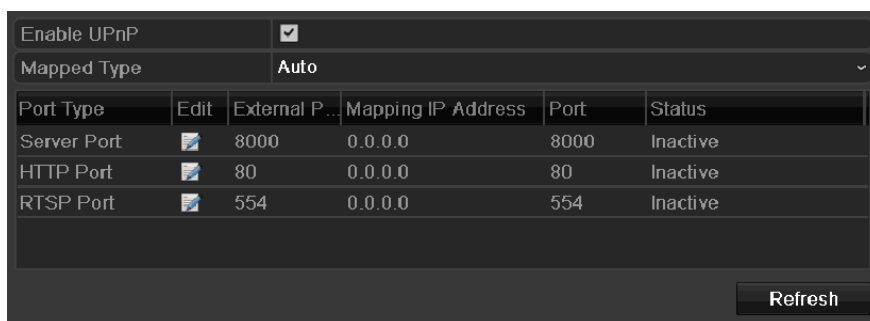 Enable UPnP
Mapped Type Auto
Port Type Edit External P... Mapping IP Address Port Status
Server Port 8000 0.0.0.0 8000 Inactive
HTTP Port 80 0.0.0.0 80 Inactive
RTSP Port 554 0.0.0.0 554 Inactive
Refresh